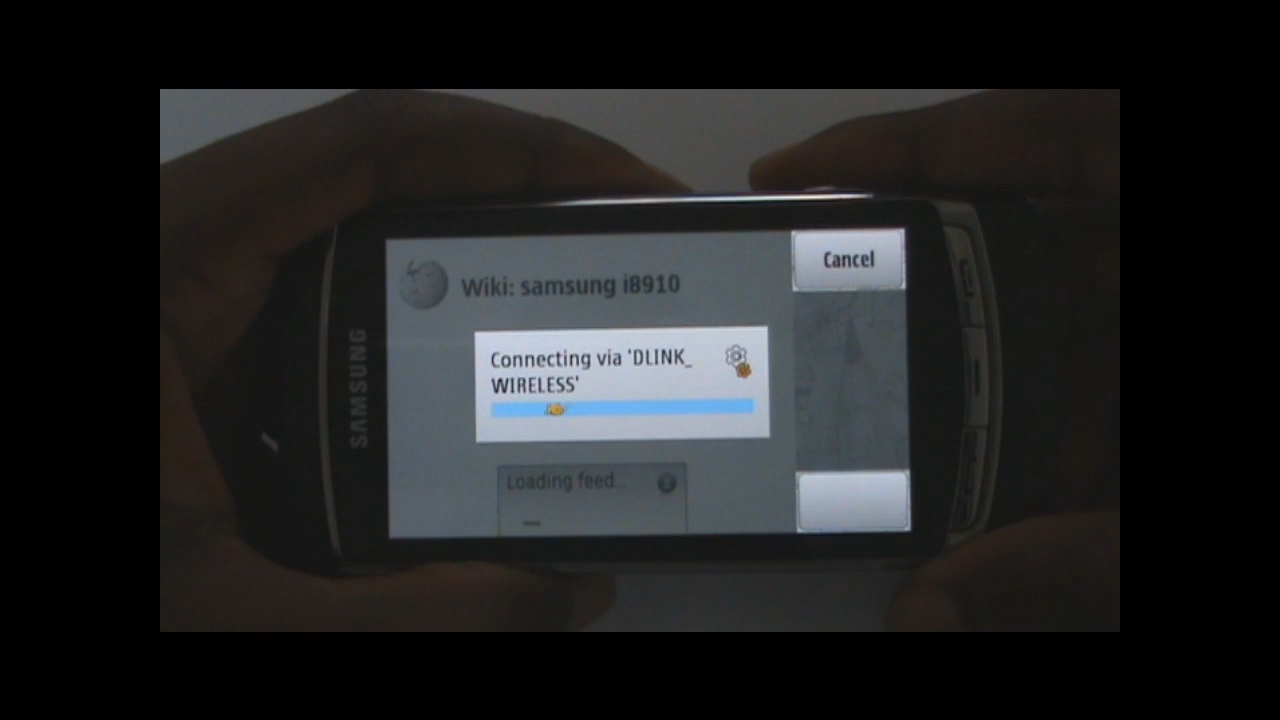 SAMSUNG
Wiki: samsung i8910
Cancel
Connecting via 'DLINK_
WIRELESS'
Loading feed...